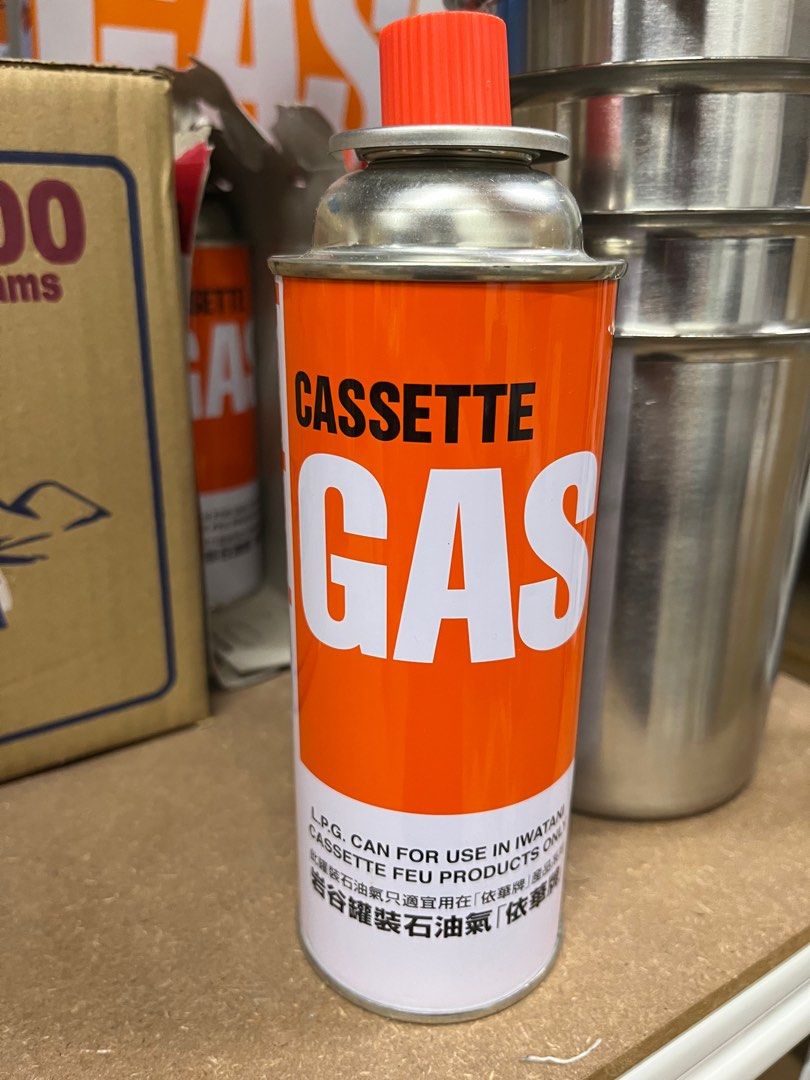 GAS
00
ams
CASSETTE
GAS
L.P.G. CAN FOR USE IN IWATANI
CASSETTE FEU PRODUCTS ONLY
此罐裝石油氣只適宜用在「依華牌」產品
岩谷罐裝石油氣「依華牌